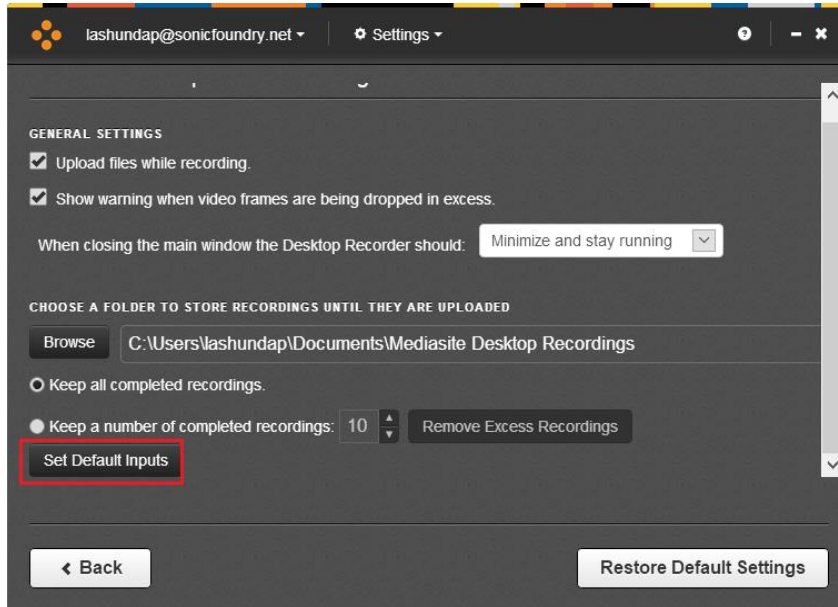 lashundap@sonicfoundry.net Settings
GENERAL SETTINGS
Upload files while recording.
Show warning when video frames are being dropped in excess.
When closing the main window the Desktop Recorder should: Minimize and stay running
CHOOSE A FOLDER TO STORE RECORDINGS UNTIL THEY ARE UPLOADED
Browse C:\Users\lashundap\Documents\Mediasite Desktop Recordings
Keep all completed recordings.
Keep a number of completed recordings: 10 Remove Excess Recordings
Set Default Inputs
Back Restore Default Settings